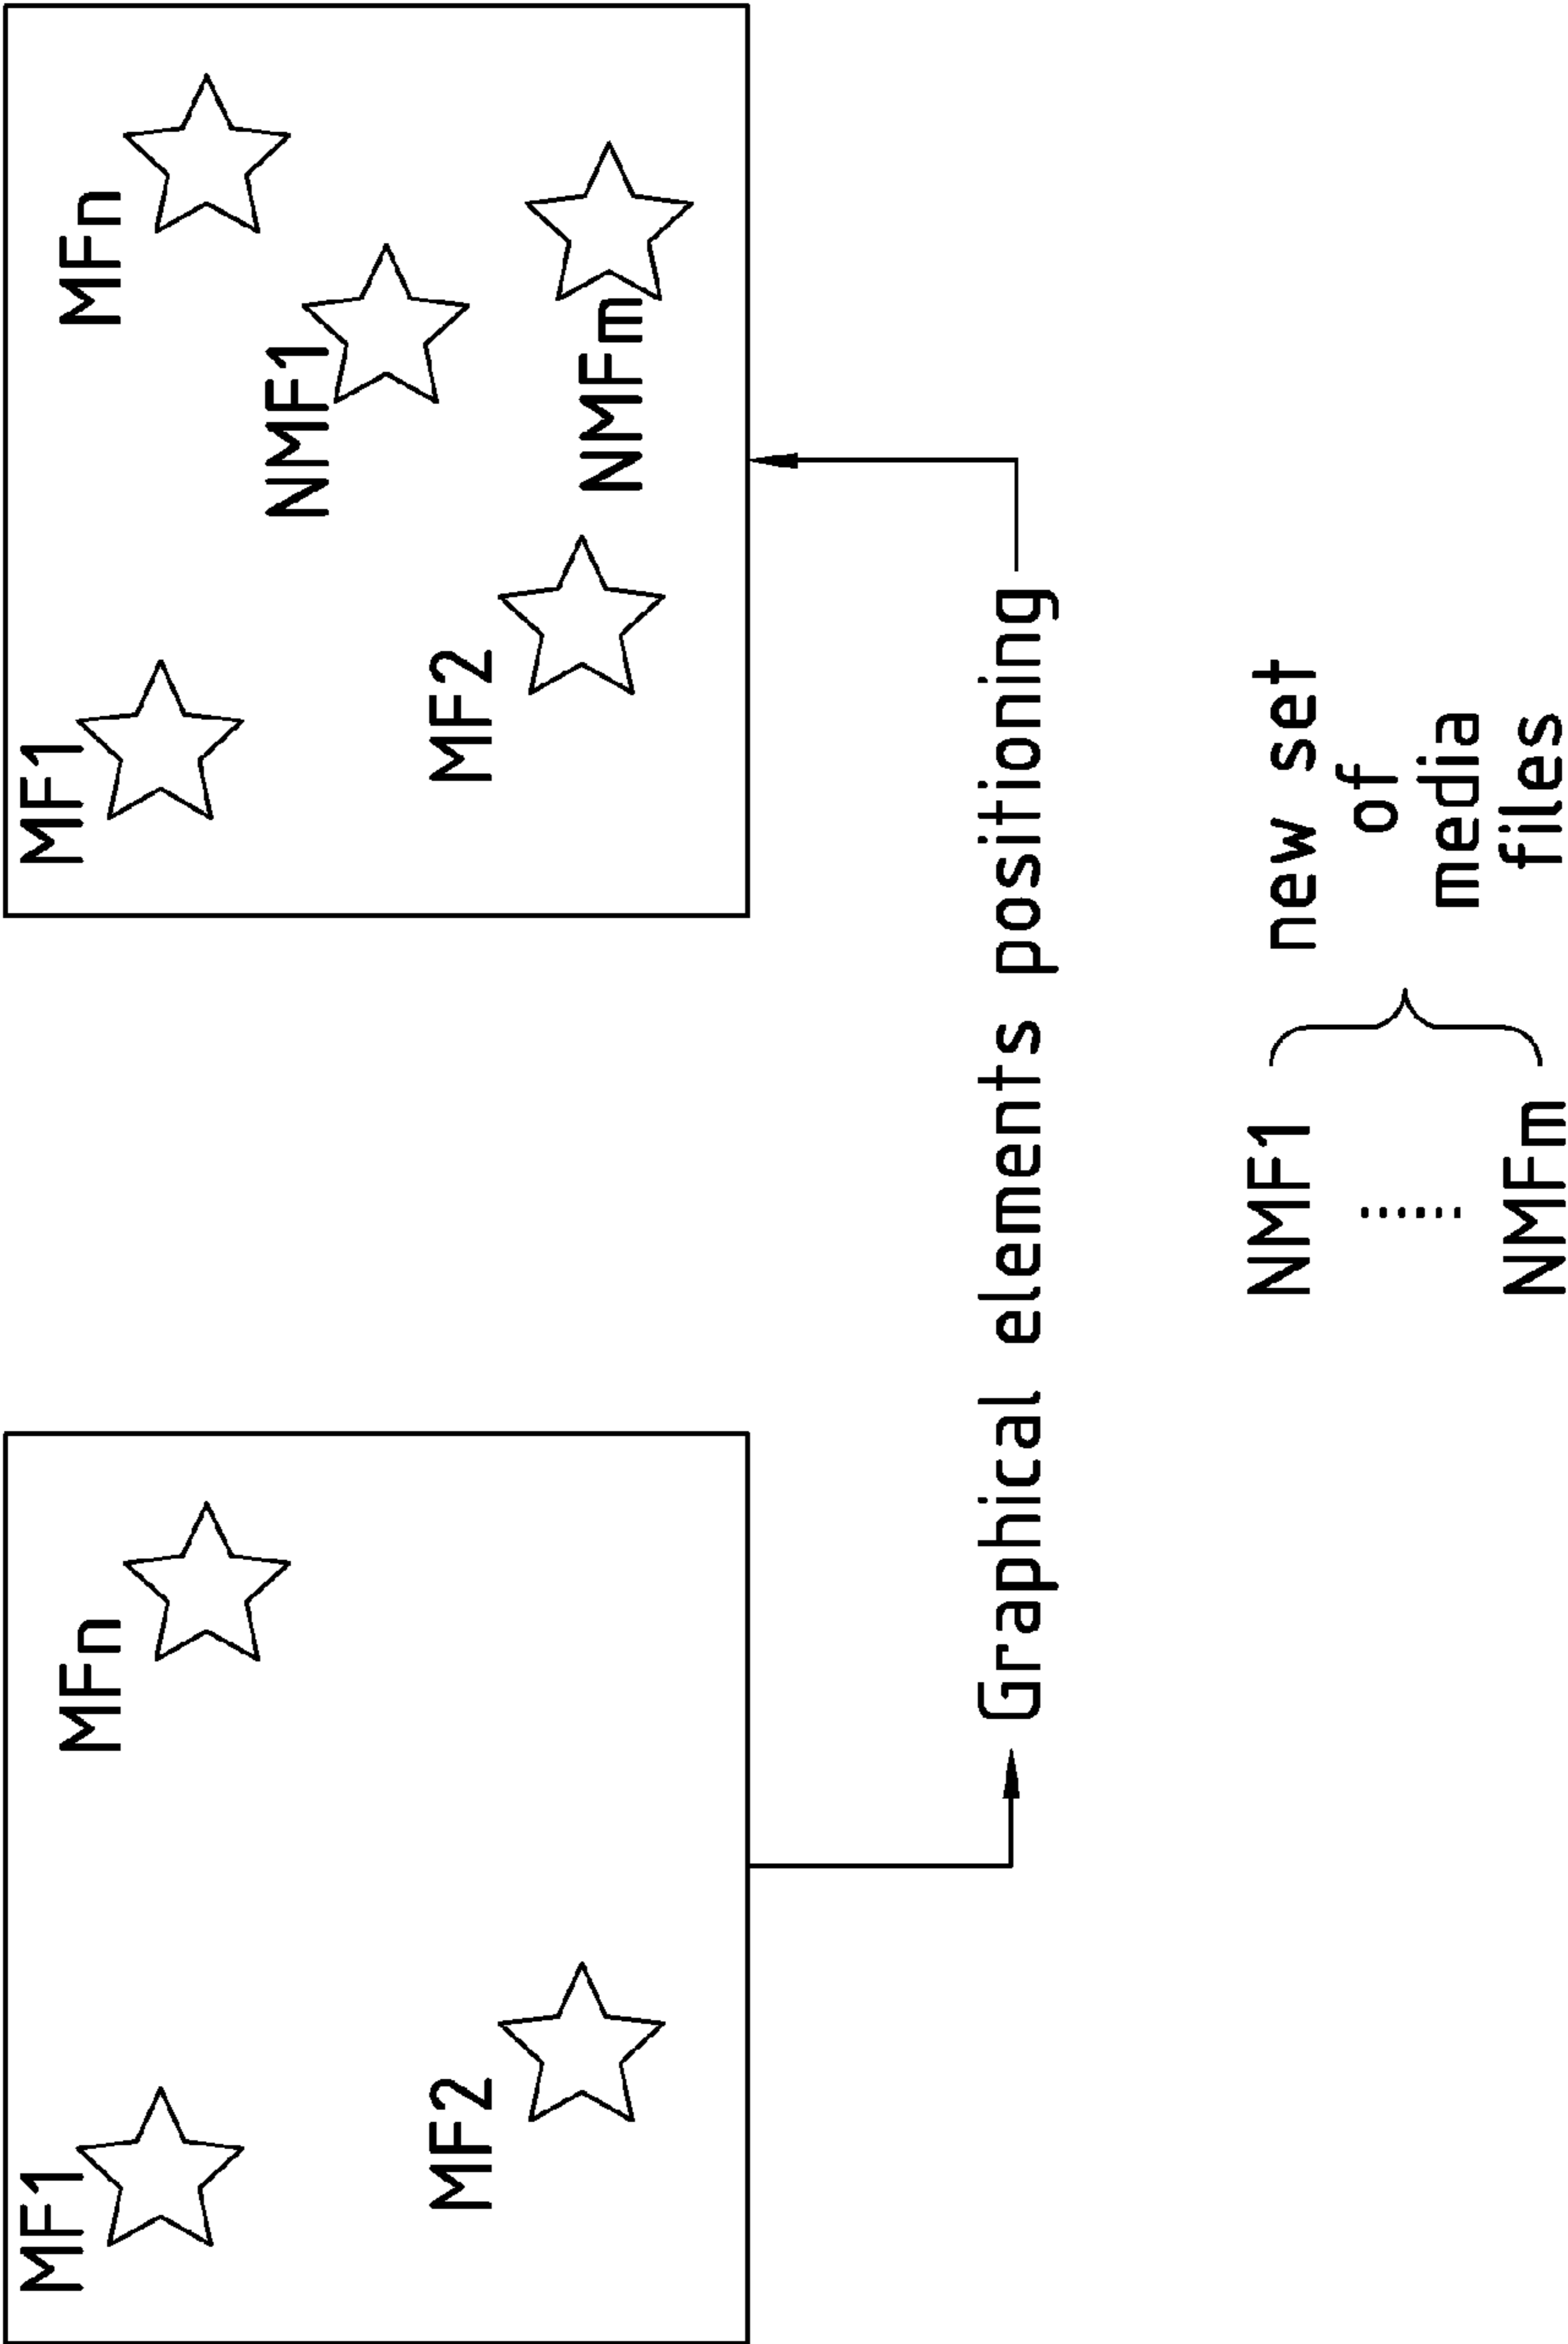 MF1
MFn
MF2
MF1
MFn
NMF1
MF2
NMFm
Graphical elements positioning
NMF1
......
NMFm
new set
of
media
files